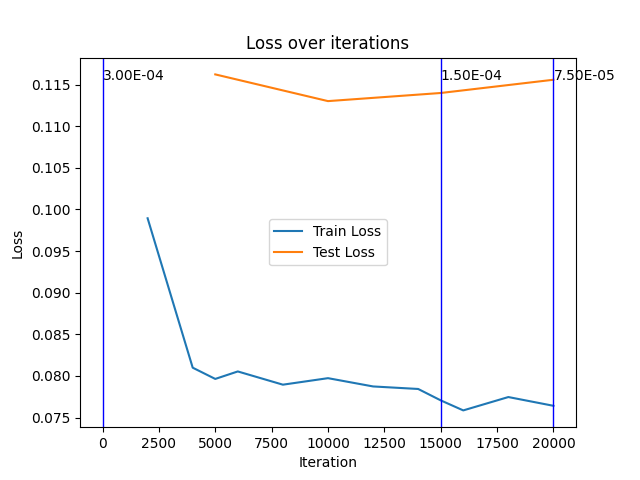 Loss over iterations
3.00E-04
1.50E-04
7.50E-05
0.115
0.110
0.105
0.100
0.095
0.090
0.085
0.080
0.075
Loss
Train Loss
Test Loss
0
2500
5000
7500
10000
12500
15000
17500
20000
Iteration